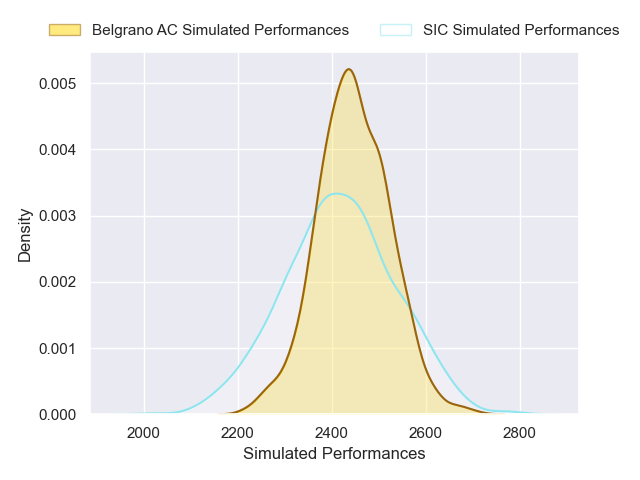 Belgrano AC Simulated Performances SIC Simulated Performances
0.005
0.004
0.003
0.002
0.001
0.000
Density
2000 2200 2400 2600 2800
Simulated Performances